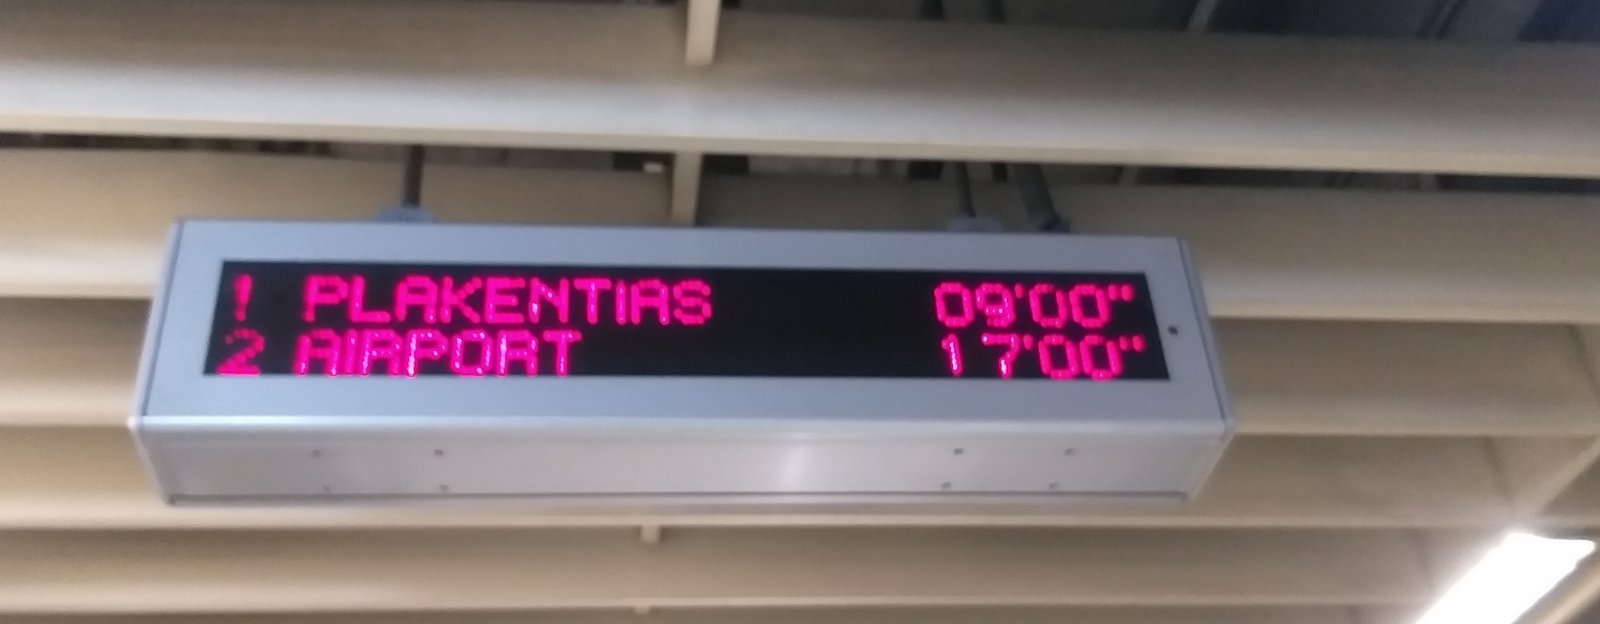 1 PLAKENTIAS 09'00"
2 AIRPORT 17'00"